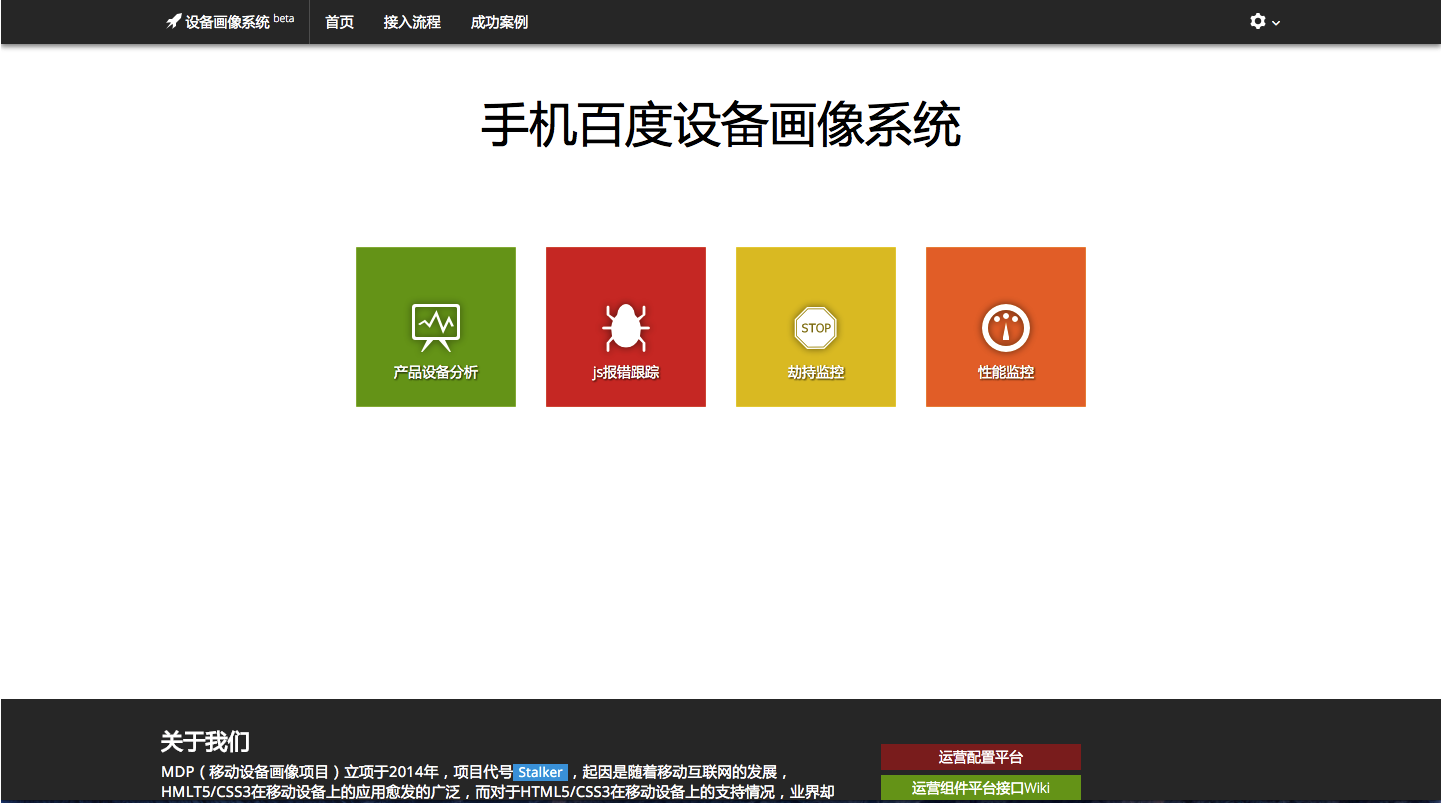 设备画像系统 beta 首页 接入流程 成功案例
手机百度设备画像系统
STOP
产品设备分析 js报错跟踪 劫持监控 性能监控
关于我们
MDP（移动设备画像项目）立项于2014年，项目代号 Stalker ，起因是随着移动互联网的发展，
HMLT5/CSS3在移动设备上的应用愈发的广泛，而对于HTML5/CSS3在移动设备上的支持情况，业界却
运营配置平台
运营组件平台接口Wiki